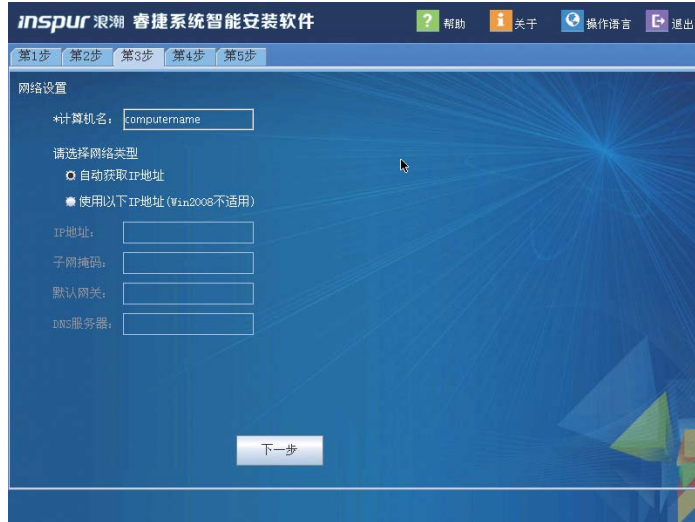 inspur 浪潮 睿捷系统智能安装软件 ? 帮助 i 关于 操作语言 退出
第1步 第2步 第3步 第4步 第5步
网络设置
*计算机名: computername
请选择网络类型
自动获取IP地址
使用以下IP地址(Win2008不适用)
IP地址:
子网掩码:
默认网关:
DNS服务器:
下一步